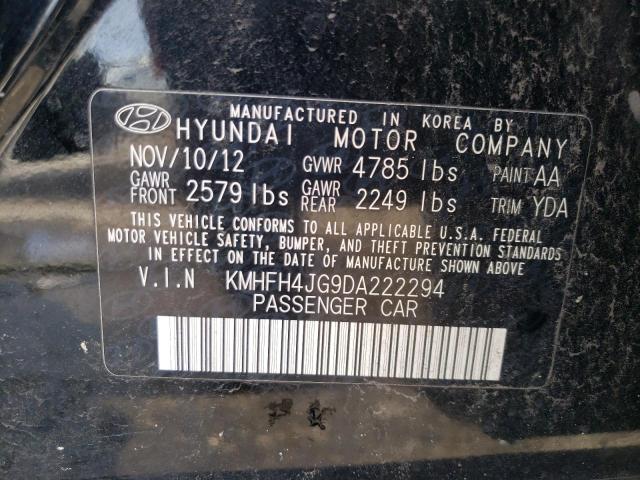 MANUFACTURED IN KOREA BY
HYUNDAI MOTOR COMPANY
NOV/10/12 GVWR 4785 lbs PAINT AA
GAWR FRONT 2579 lbs GAWR REAR 2249 lbs TRIM YDA
THIS VEHICLE CONFORMS TO ALL APPLICABLE U.S.A. FEDERAL
MOTOR VEHICLE SAFETY, BUMPER, AND THEFT PREVENTION STANDARDS
IN EFFECT ON THE DATE OF MANUFACTURE SHOWN ABOVE.
V.I.N KMHFH4JG9DA222294
PASSENGER CAR